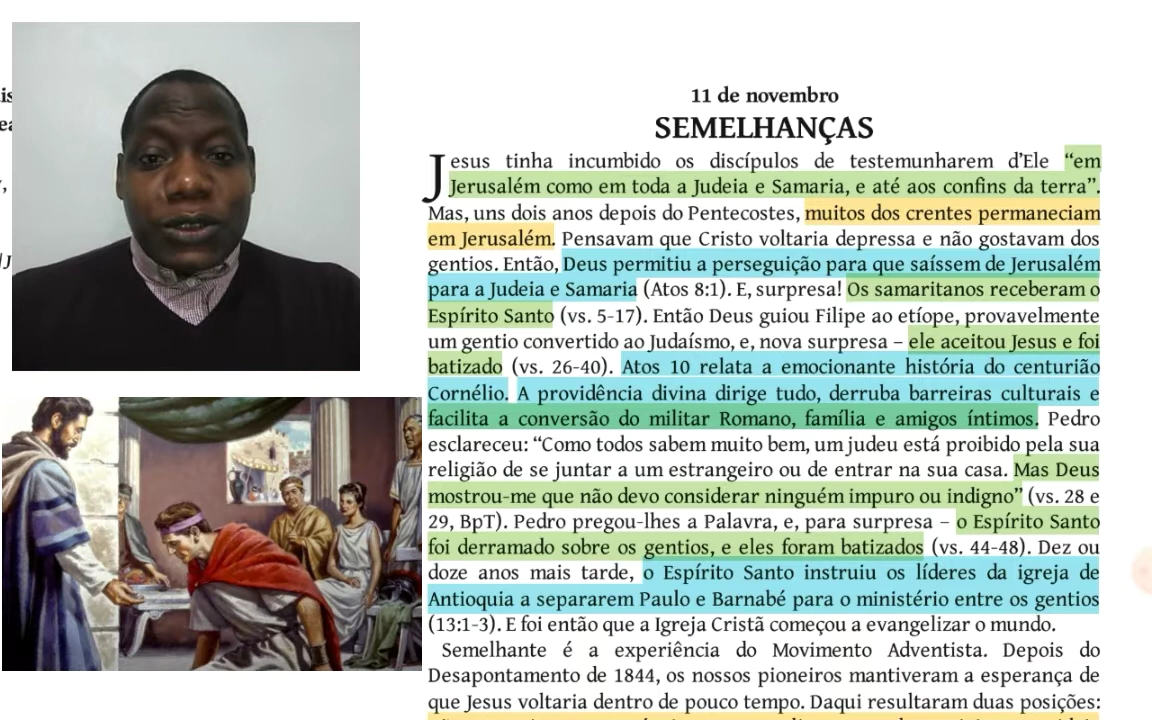 11 de novembro
SEMELHANÇAS
Jesus tinha incumbido os discípulos de testemunharem d’Ele “em
Jerusalém como em toda a Judeia e Samaria, e até aos confins da terra”.
Mas, uns dois anos depois do Pentecostes, muitos dos crentes permaneciam
em Jerusalém. Pensavam que Cristo voltaria depressa e não gostavam dos
gentios. Então, Deus permitiu a perseguição para que saíssem de Jerusalém
para a Judeia e Samaria (Atos 8:1). E, surpresa! Os samaritanos receberam o
Espírito Santo (vs. 5-17). Então Deus guiou Filipe ao etíope, provavelmente
um gentio convertido ao Judaísmo, e, nova surpresa – ele aceitou Jesus e foi
batizado (vs. 26-40). Atos 10 relata a emocionante história do centurião
Cornélio. A providência divina dirige tudo, derruba barreiras culturais e
facilita a conversão do militar Romano, família e amigos íntimos. Pedro
esclareceu: “Como todos sabem muito bem, um judeu está proibido pela sua
religião de se juntar a um estrangeiro ou de entrar na sua casa. Mas Deus
mostrou-me que não devo considerar ninguém impuro ou indigno” (vs. 28 e
29, BpT). Pedro pregou-lhes a Palavra, e, para surpresa – o Espírito Santo
foi derramado sobre os gentios, e eles foram batizados (vs. 44-48). Dez ou
doze anos mais tarde, o Espírito Santo instruiu os líderes da igreja de
Antioquia a separarem Paulo e Barnabé para o ministério entre os gentios
(13:1-3). E foi então que a Igreja Cristã começou a evangelizar o mundo.
Semelhante é a experiência do Movimento Adventista. Depois do
Desapontamento de 1844, os nossos pioneiros mantiveram a esperança de
que Jesus voltaria dentro de pouco tempo. Daqui resultaram duas posições: